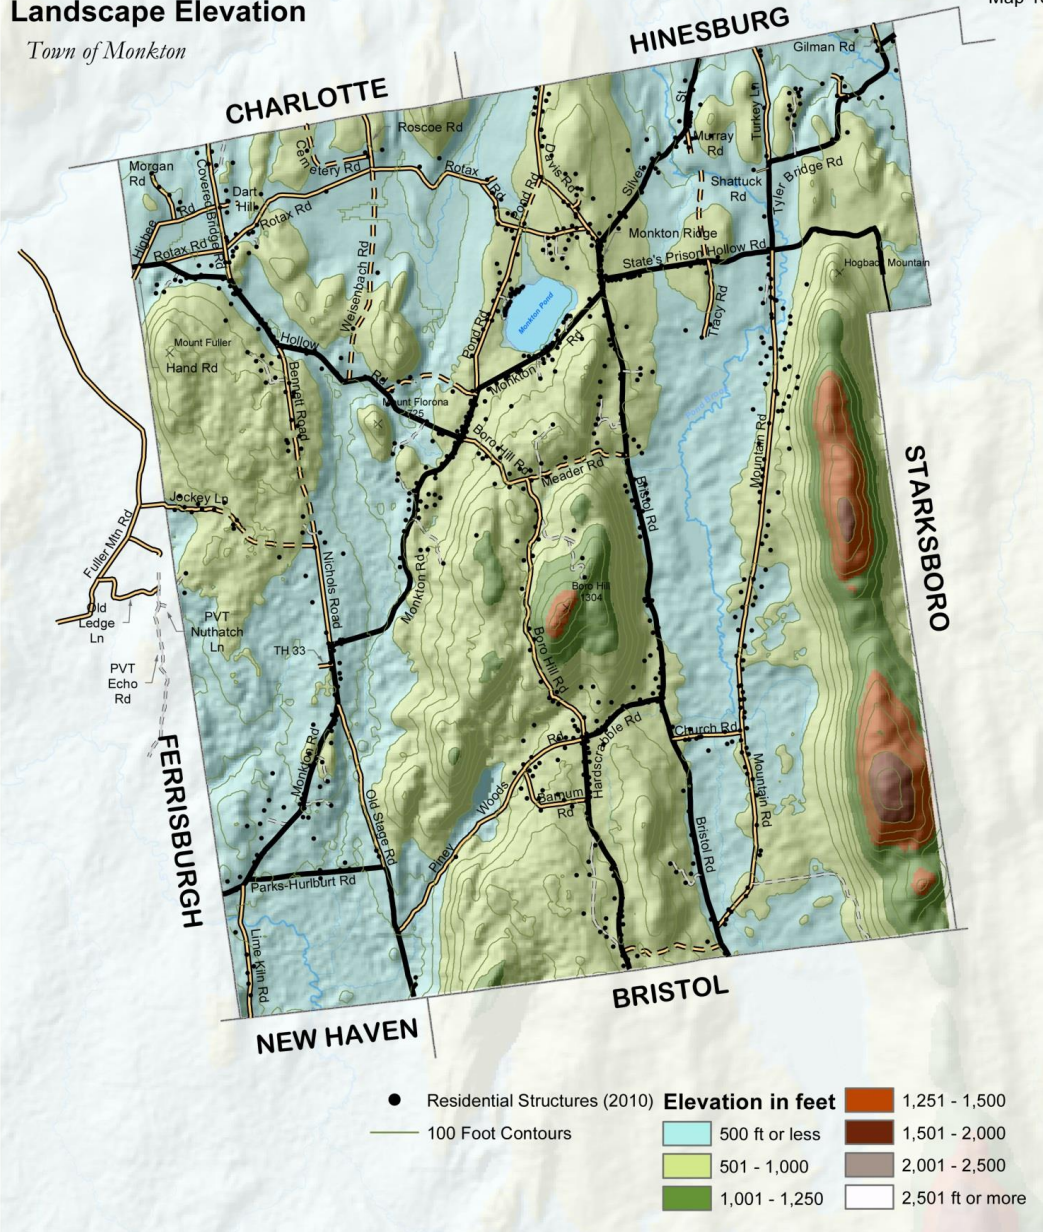 Landscape Elevation
Town of Monkton
HINESBURG
CHARLOTTE
Gilman Rd
Roscoe Rd
Cemetery Rd
Rotax Rd
Davis Rd
Silver St
Murray
Rd
Turkey Ln
Morgan
Rd
Covered Bridge Rd
Dart
Hill
Rd
Higbee
Rotax Rd
Rotax Rd
Pond Rd
Shattuck
Rd
Tyler Bridge Rd
Monkton Ridge
State's Prison Hollow Rd
Hogback Mountain
Weisenbach Rd
Monkton Pond
Tracy Rd
Mount Fuller
Hand Rd
Hollow Rd
Pond Rd
Monkton Rd
Bennett Road
Mount Florona
725
Boro Hill Rd
Meader Rd
Mountain Rd
STARKSBORO
Jockey Ln
Bristol Rd
Fuller Mtn Rd
Nichols Road
Monkton Rd
Boro Hill
1304
Old
Ledge
Ln
PVT
Nuthatch
Ln
TH 33
PVT
Echo
Rd
Boro Hill Rd
FERRISBURGH
Monkton Rd
Hardscrabble Rd
Church Rd
Mountain Rd
Piney Woods Rd
Barnum
Rd
Old Stage Rd
Bristol Rd
Parks-Hurlburt Rd
Lime Kiln Rd
BRISTOL
NEW HAVEN
Residential Structures (2010)
100 Foot Contours
Elevation in feet
500 ft or less
501 - 1,000
1,001 - 1,250
1,251 - 1,500
1,501 - 2,000
2,001 - 2,500
2,501 ft or more